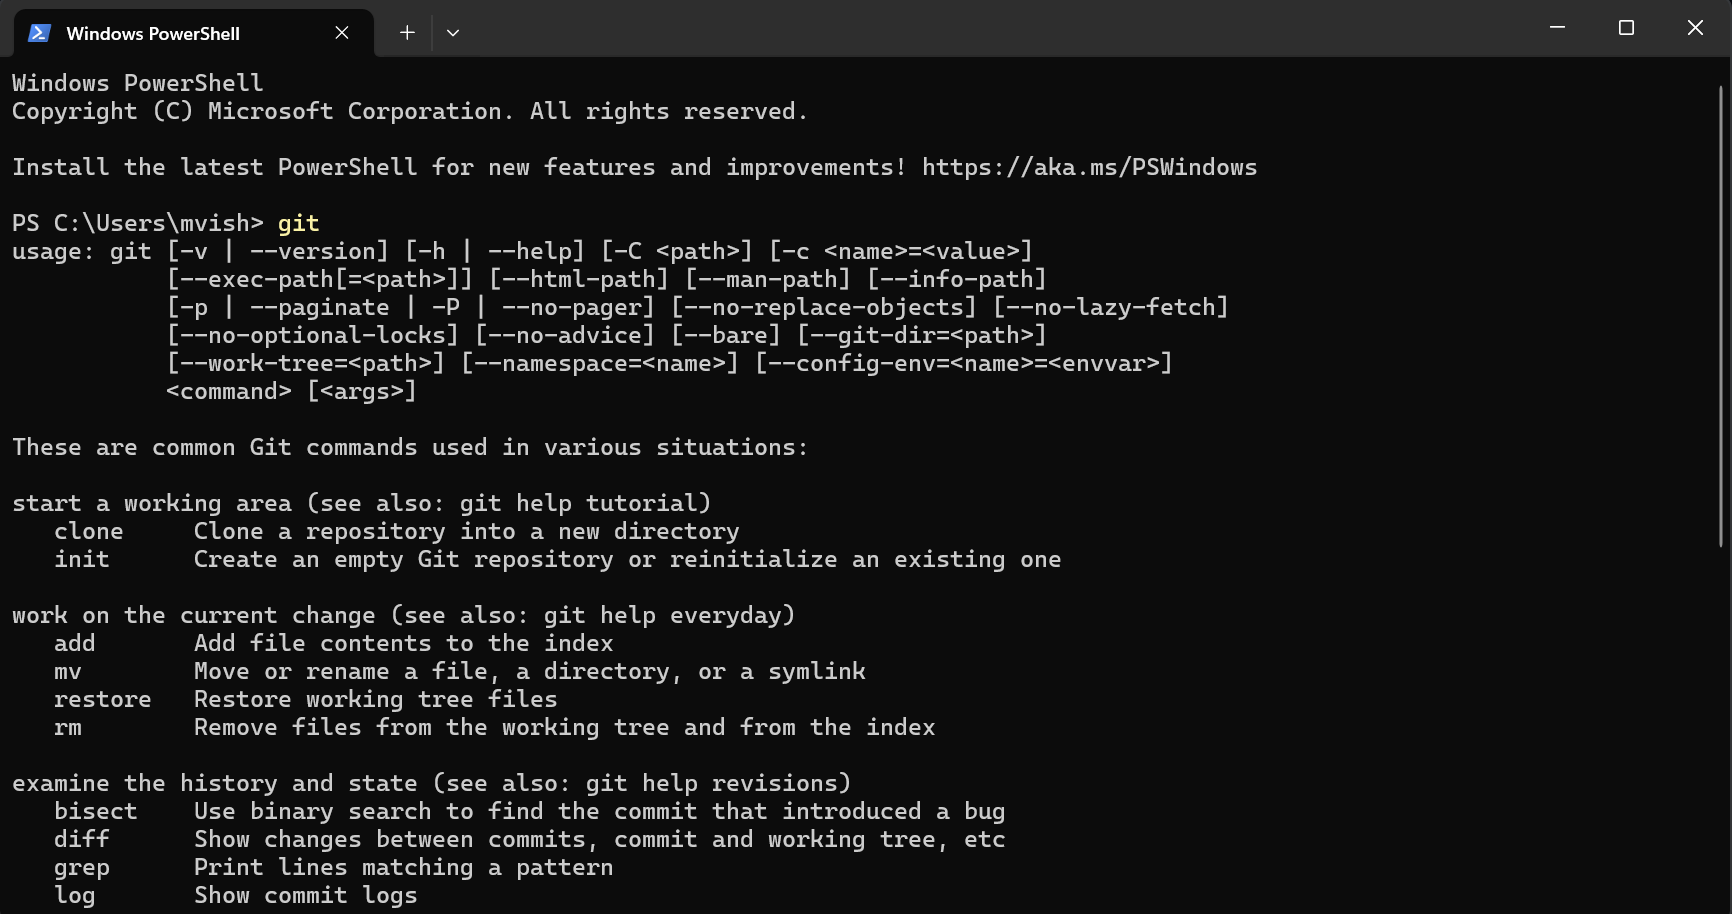 Windows PowerShell
Windows PowerShell
Copyright (C) Microsoft Corporation. All rights reserved.
Install the latest PowerShell for new features and improvements! https://aka.ms/PSWindows
PS C:\Users\mvish> git
usage: git [-v | --version] [-h | --help] [-C <path>] [-c <name>=<value>]
           [--exec-path[=<path>]] [--html-path] [--man-path] [--info-path]
           [-p | --paginate | -P | --no-pager] [--no-replace-objects] [--no-lazy-fetch]
           [--no-optional-locks] [--no-advice] [--bare] [--git-dir=<path>]
           [--work-tree=<path>] [--namespace=<name>] [--config-env=<name>=<envvar>]
           <command> [<args>]
These are common Git commands used in various situations:
start a working area (see also: git help tutorial)
   clone     Clone a repository into a new directory
   init      Create an empty Git repository or reinitialize an existing one
work on the current change (see also: git help everyday)
   add       Add file contents to the index
   mv        Move or rename a file, a directory, or a symlink
   restore   Restore working tree files
   rm        Remove files from the working tree and from the index
examine the history and state (see also: git help revisions)
   bisect    Use binary search to find the commit that introduced a bug
   diff      Show changes between commits, commit and working tree, etc
   grep      Print lines matching a pattern
   log       Show commit logs